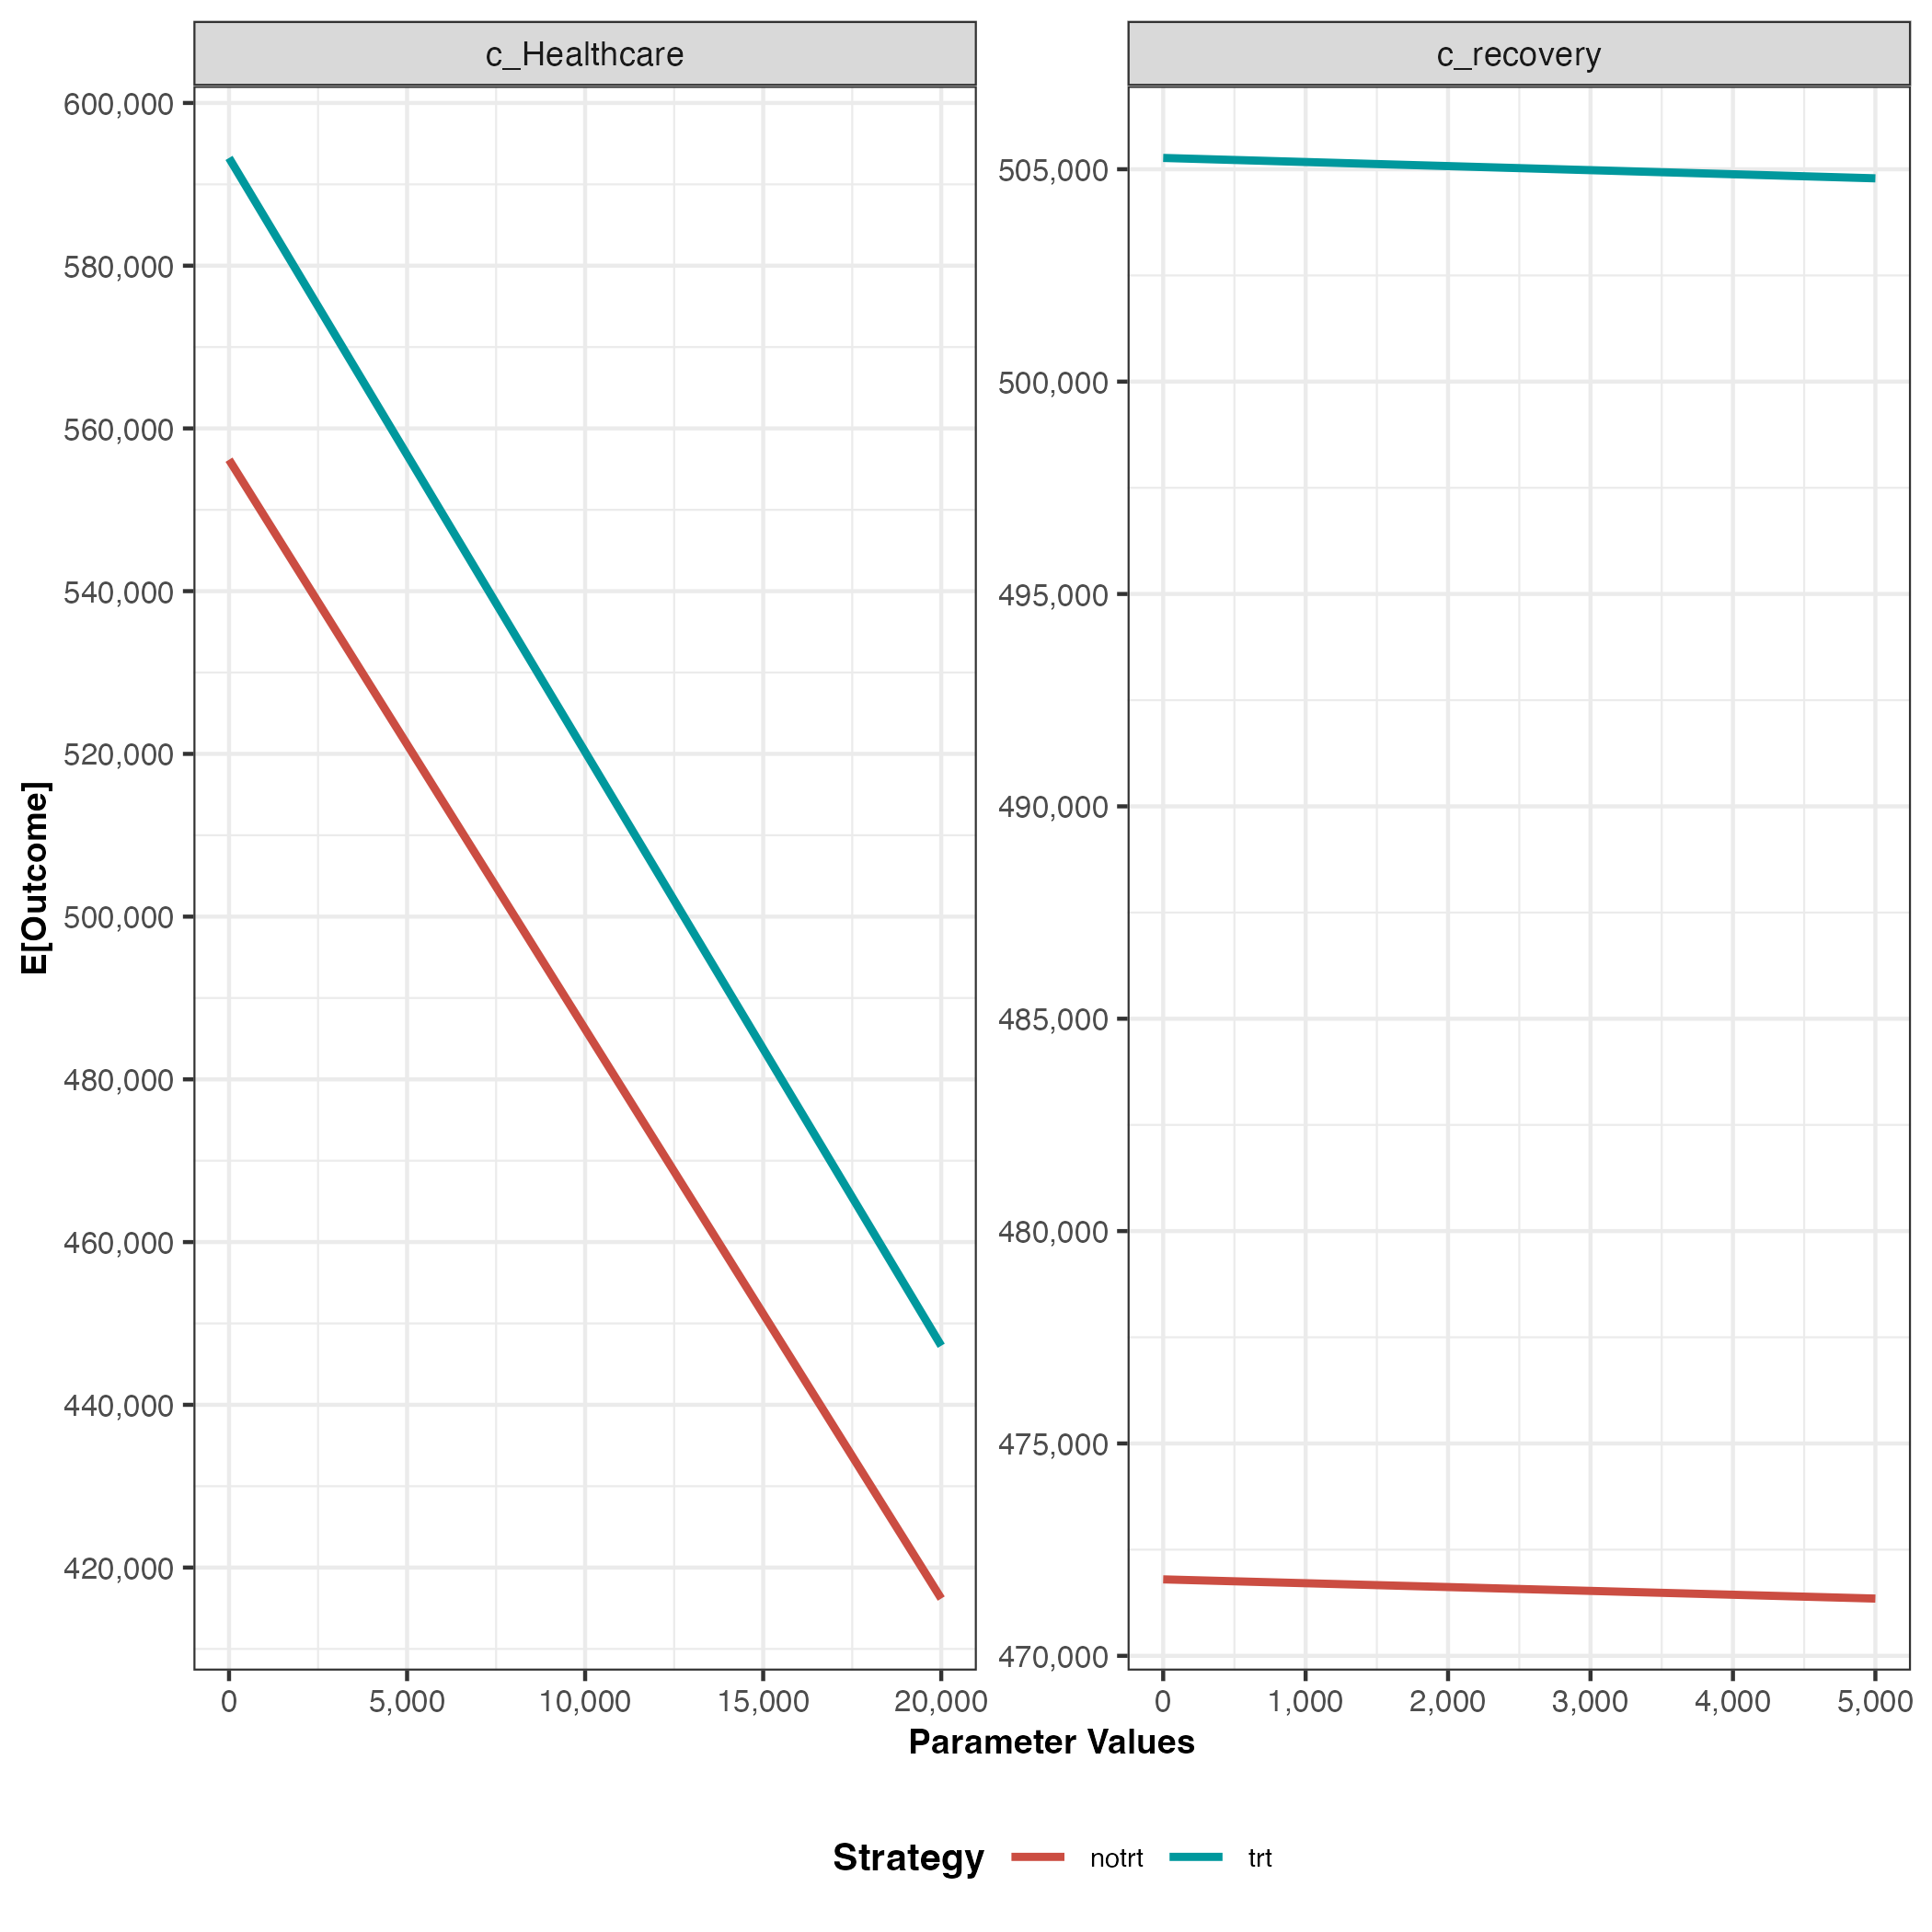 c_Healthcare
c_recovery
600,000
580,000
560,000
540,000
520,000
500,000
480,000
460,000
440,000
420,000
505,000
500,000
495,000
490,000
485,000
480,000
475,000
470,000
E[Outcome]
0 5,000 10,000 15,000 20,000
0 1,000 2,000 3,000 4,000 5,000
Parameter Values
Strategy notrt trt